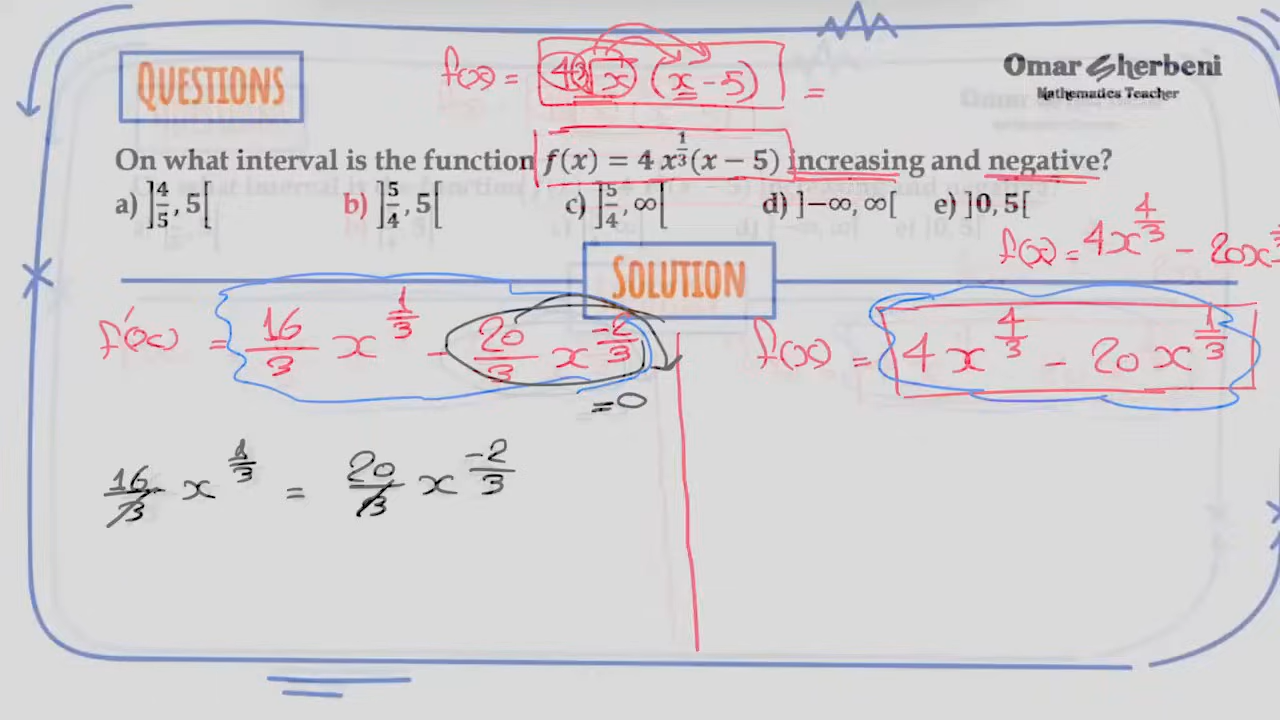 QUESTIONS
f(x) = 4 ∛x (x - 5) =
Omar Sherbeni
Mathematics Teacher
On what interval is the function f(x) = 4 x^{1/3}(x − 5) increasing and negative?
a) ]4/5, 5[ b) ]5/4, 5[ c) ]5/4, ∞[ d) ]−∞, ∞[ e) ]0, 5[
f(x) = 4x^{4/3} - 20x
SOLUTION
f'(x) = 16/3 x^{1/3} - 20/3 x^{-2/3}
= 0
f(x) = 4x^{4/3} - 20x^{1/3}
16/3 x^{1/3} = 20/3 x^{-2/3}